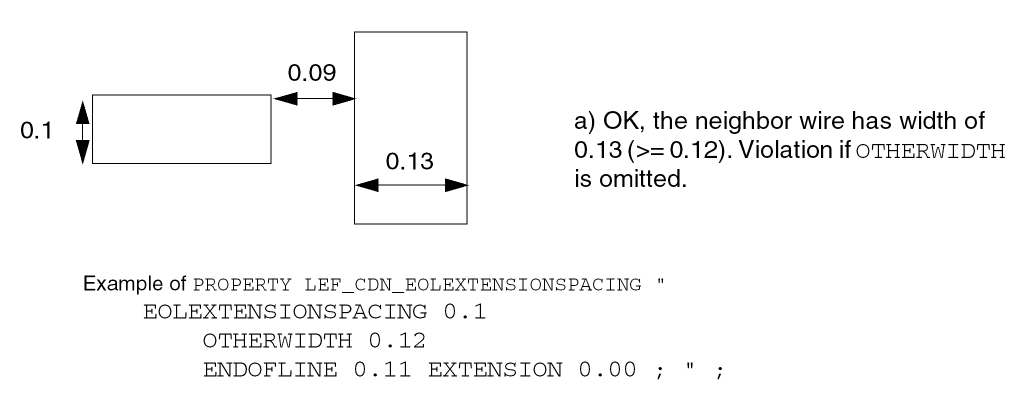 0.09
0.1
0.13
a) OK, the neighbor wire has width of
0.13 (>= 0.12). Violation if OTHERWIDTH
is omitted.
Example of PROPERTY LEF_CDN_EOLEXTENSIONSPACING "
EOLEXTENSIONSPACING 0.1
OTHERWIDTH 0.12
ENDOFLINE 0.11 EXTENSION 0.00 ; " ;